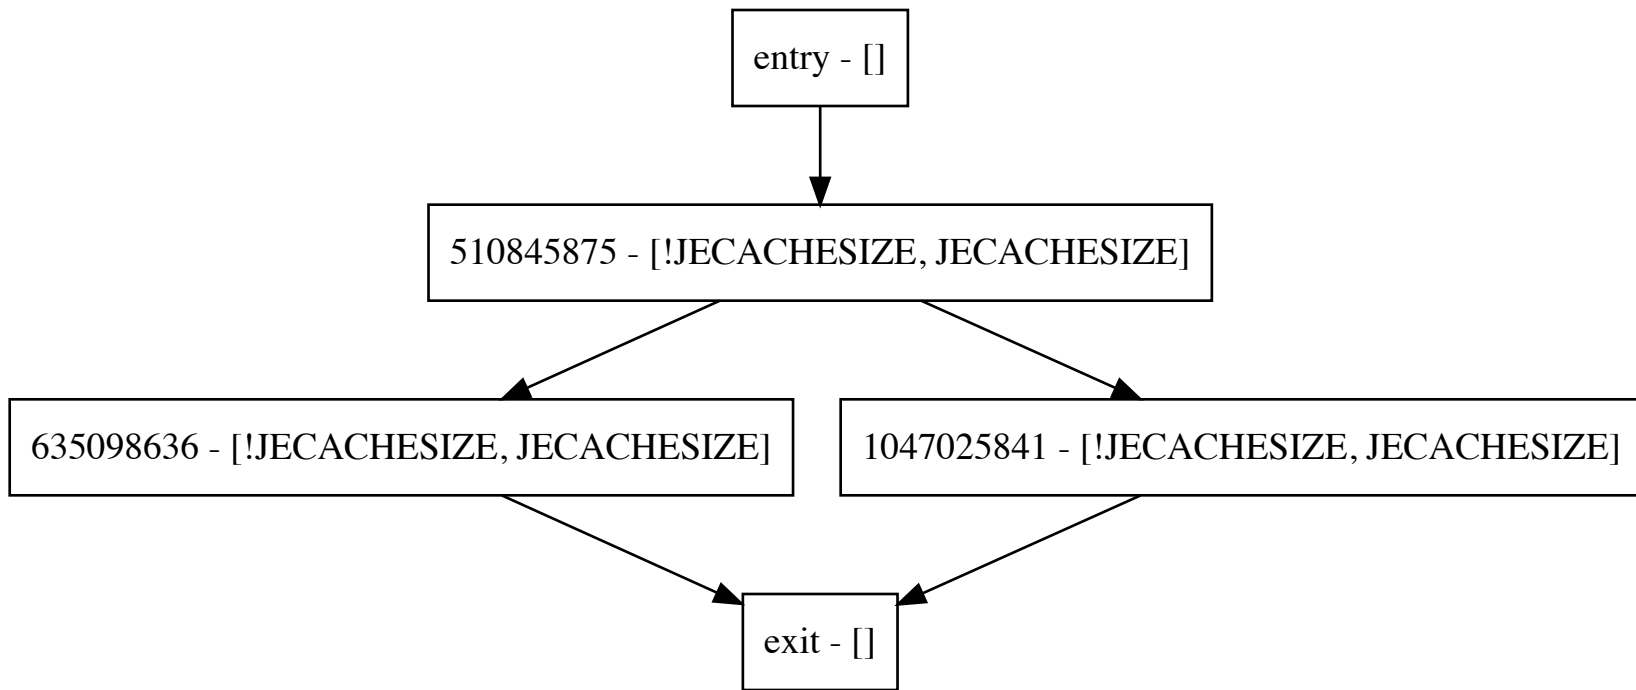 entry - []
510845875 - [!JECACHESIZE, JECACHESIZE]
635098636 - [!JECACHESIZE, JECACHESIZE]
1047025841 - [!JECACHESIZE, JECACHESIZE]
exit - []